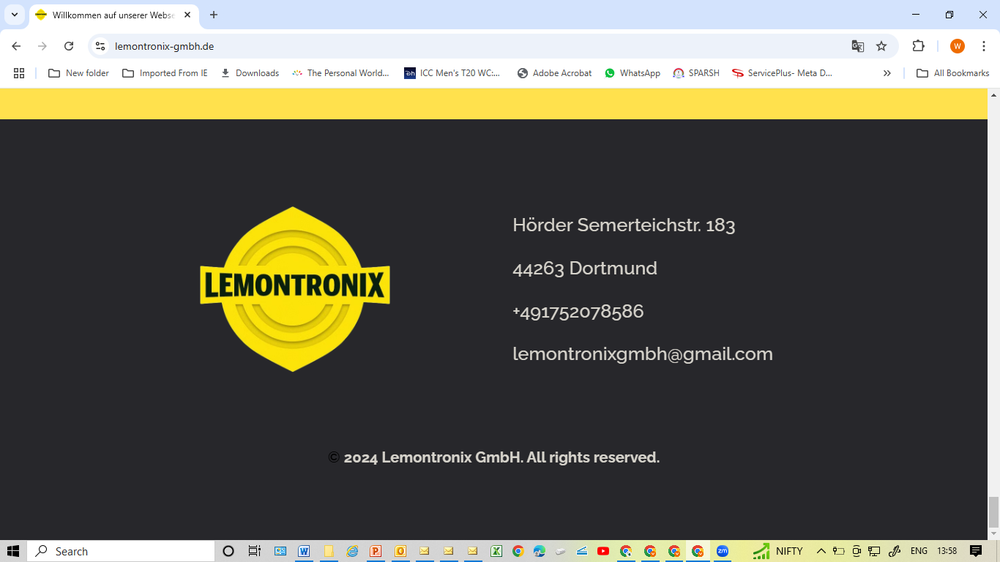 Willkommen auf unserer Webse
lemontronix-gmbh.de
New folder
Imported From IE
Downloads
The Personal World...
ICC Men's T20 WC:...
Adobe Acrobat
WhatsApp
SPARSH
ServicePlus- Meta D...
All Bookmarks
LEMONTRONIX
Hörder Semerteichstr. 183
44263 Dortmund
+491752078586
lemontronixgmbh@gmail.com
© 2024 Lemontronix GmbH. All rights reserved.
Search
NIFTY
ENG
13:58